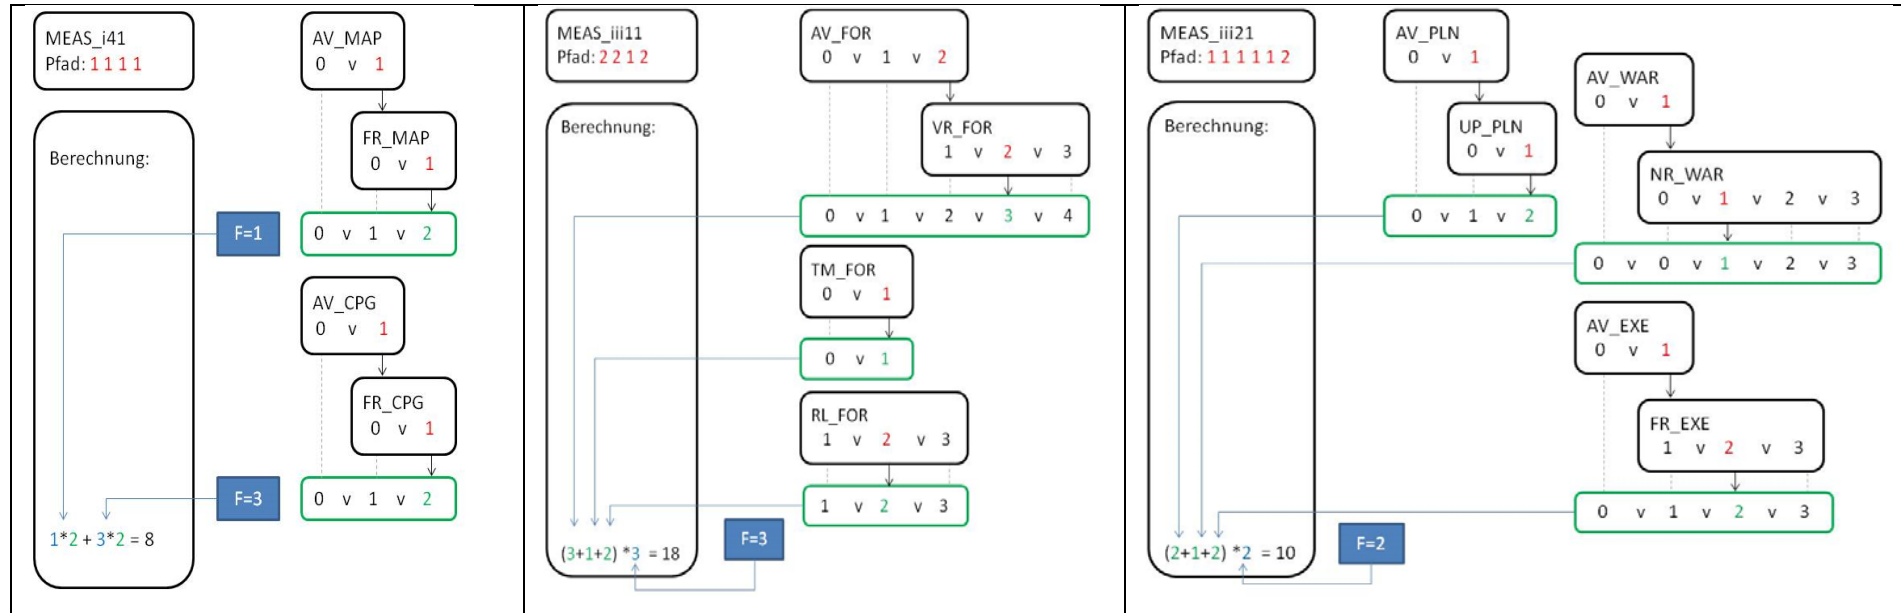 MEAS_i41
Pfad: 1 1 1 1
AV_MAP
0 v 1
FR_MAP
0 v 1
Berechnung:
F=1
0 v 1 v 2
AV_CPG
0 v 1
FR_CPG
0 v 1
F=3
0 v 1 v 2
1*2 + 3*2 = 8
MEAS_iii11
Pfad: 2 2 1 2
AV_FOR
0 v 1 v 2
Berechnung:
VR_FOR
1 v 2 v 3
0 v 1 v 2 v 3 v 4
TM_FOR
0 v 1
0 v 1
RL_FOR
1 v 2 v 3
1 v 2 v 3
F=3
(3+1+2) *3 = 18
MEAS_iii21
Pfad: 1 1 1 1 1 2
AV_PLN
0 v 1
Berechnung:
UP_PLN
0 v 1
0 v 1 v 2
AV_WAR
0 v 1
NR_WAR
0 v 1 v 2 v 3
0 v 0 v 1 v 2 v 3
AV_EXE
0 v 1
FR_EXE
1 v 2 v 3
0 v 1 v 2 v 3
F=2
(2+1+2) *2 = 10